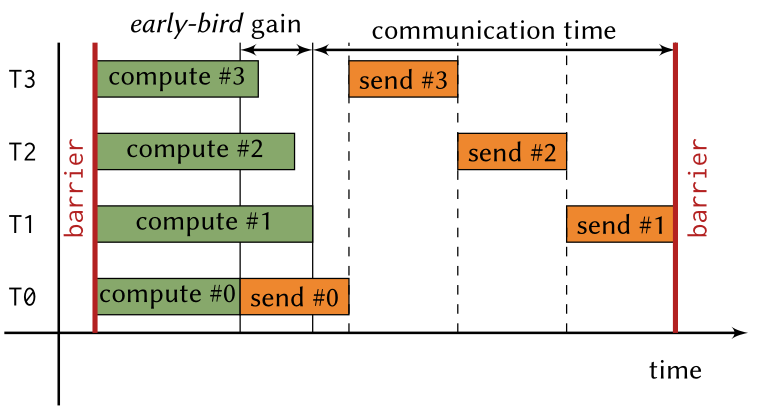 early-bird gain
communication time
T3
compute #3
send #3
T2
compute #2
send #2
T1
compute #1
send #1
T0
compute #0
send #0
barrier
barrier
time